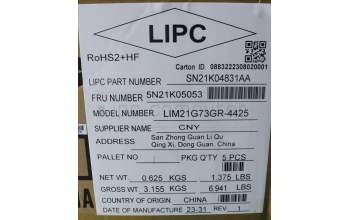 LIPC
RoHS2+HF
Carton ID 0883222308020001
LIPC PART NUMBER SN21K04831AA
FRU NUMBER 5N21K05053
MODEL NUMBER LIM21G73GR-4425
SUPPLIER CNY
ADDRESS San Zhong Guan Li Qu
Qing Xi, Dong Guan, China
PALLET NO / PKG Q'TY 5 PCS
NET WT 0.625 KGS 1.375 LBS
GROSS WT 3.155 KGS 6.941 LBS
COUNTRY OF ORIGIN CHINA
DATE OF MANUFACTURE 23-31 REV. 1